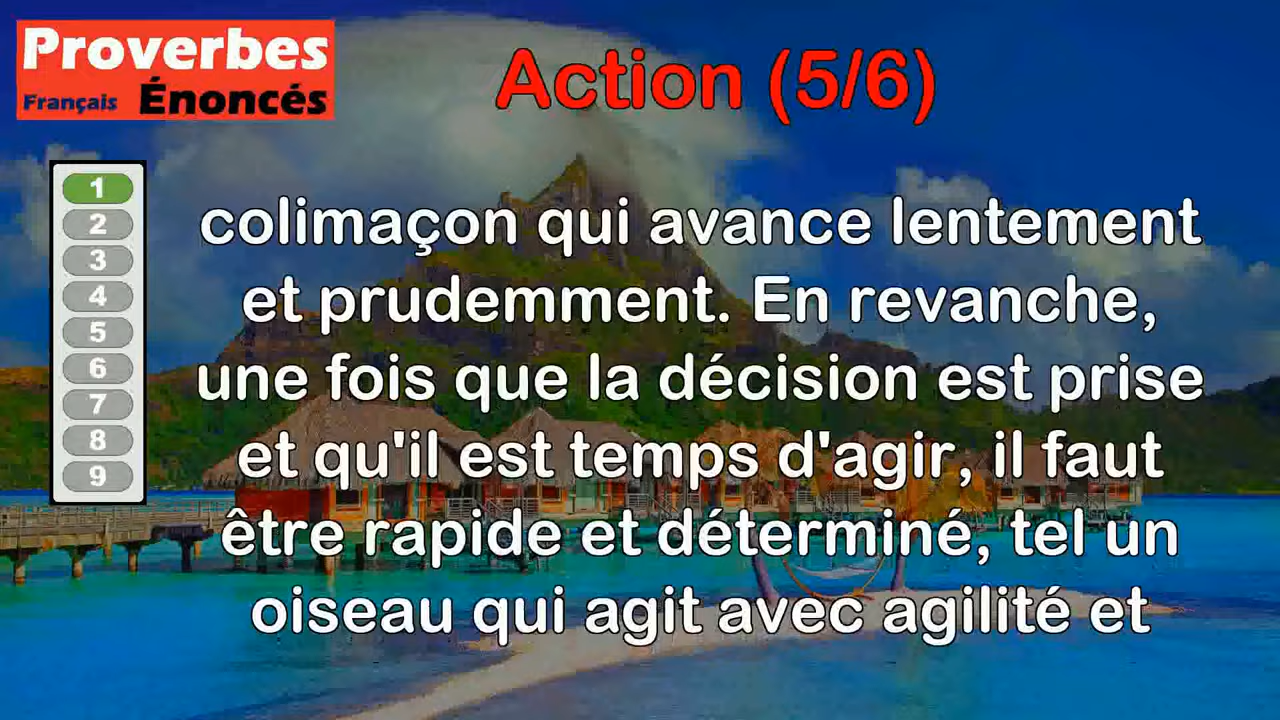 Proverbes
Français Énoncés
Action (5/6)
1
2
3
4
5
6
7
8
9
colimaçon qui avance lentement
et prudemment. En revanche,
une fois que la décision est prise
et qu'il est temps d'agir, il faut
être rapide et déterminé, tel un
oiseau qui agit avec agilité et